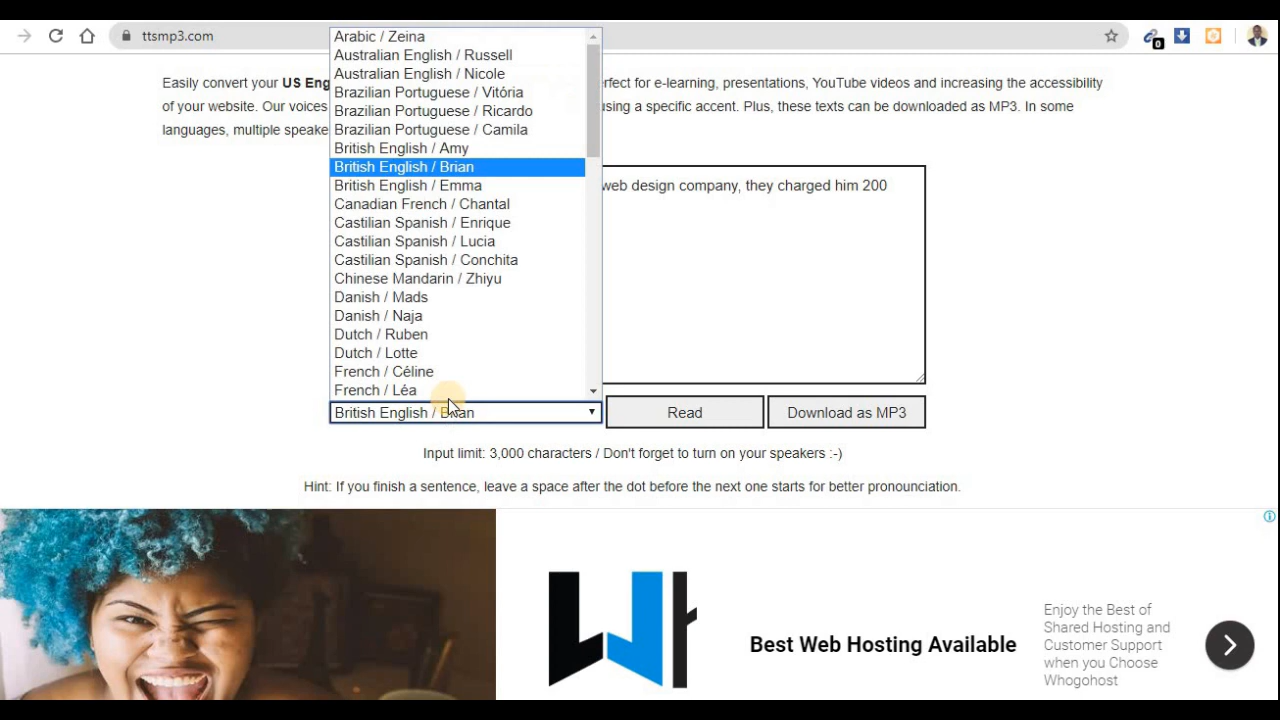 ttsmp3.com
0
Easily convert your US Eng
rfect for e-learning, presentations, YouTube videos and increasing the accessibility
of your website. Our voices
using a specific accent. Plus, these texts can be downloaded as MP3. In some
languages, multiple speake
Arabic / Zeina
Australian English / Russell
Australian English / Nicole
Brazilian Portuguese / Vitória
Brazilian Portuguese / Ricardo
Brazilian Portuguese / Camila
British English / Amy
British English / Brian
British English / Emma
Canadian French / Chantal
Castilian Spanish / Enrique
Castilian Spanish / Lucia
Castilian Spanish / Conchita
Chinese Mandarin / Zhiyu
Danish / Mads
Danish / Naja
Dutch / Ruben
Dutch / Lotte
French / Céline
French / Léa
web design company, they charged him 200
British English / Brian
Read
Download as MP3
Input limit: 3,000 characters / Don't forget to turn on your speakers :-)
Hint: If you finish a sentence, leave a space after the dot before the next one starts for better pronounciation.
Best Web Hosting Available
Enjoy the Best of
Shared Hosting and
Customer Support
when you Choose
Whogohost